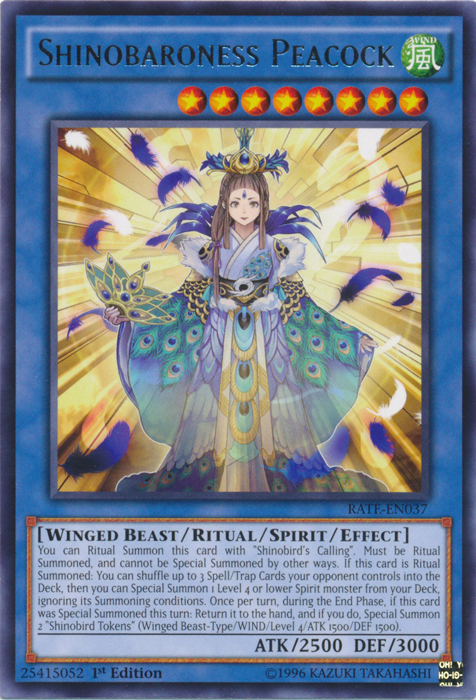 SHINOBARONESS PEACOCK
WIND
風
RATE-EN037
[WINGED BEAST/RITUAL/SPIRIT/EFFECT]
You can Ritual Summon this card with "Shinobird's Calling". Must be Ritual
Summoned, and cannot be Special Summoned by other ways. If this card is Ritual
Summoned: You can shuffle up to 3 Spell/Trap Cards your opponent controls into the
Deck, then you can Special Summon 1 Level 4 or lower Spirit monster from your Deck,
ignoring its Summoning conditions. Once per turn, during the End Phase, if this card
was Special Summoned this turn: Return it to the hand, and if you do, Special Summon
2 "Shinobird Tokens" (Winged Beast-Type/WIND/Level 4/ATK 1500/DEF 1500).
ATK/2500 DEF/3000
25415052 1st Edition ©1996 KAZUKI TAKAHASHI